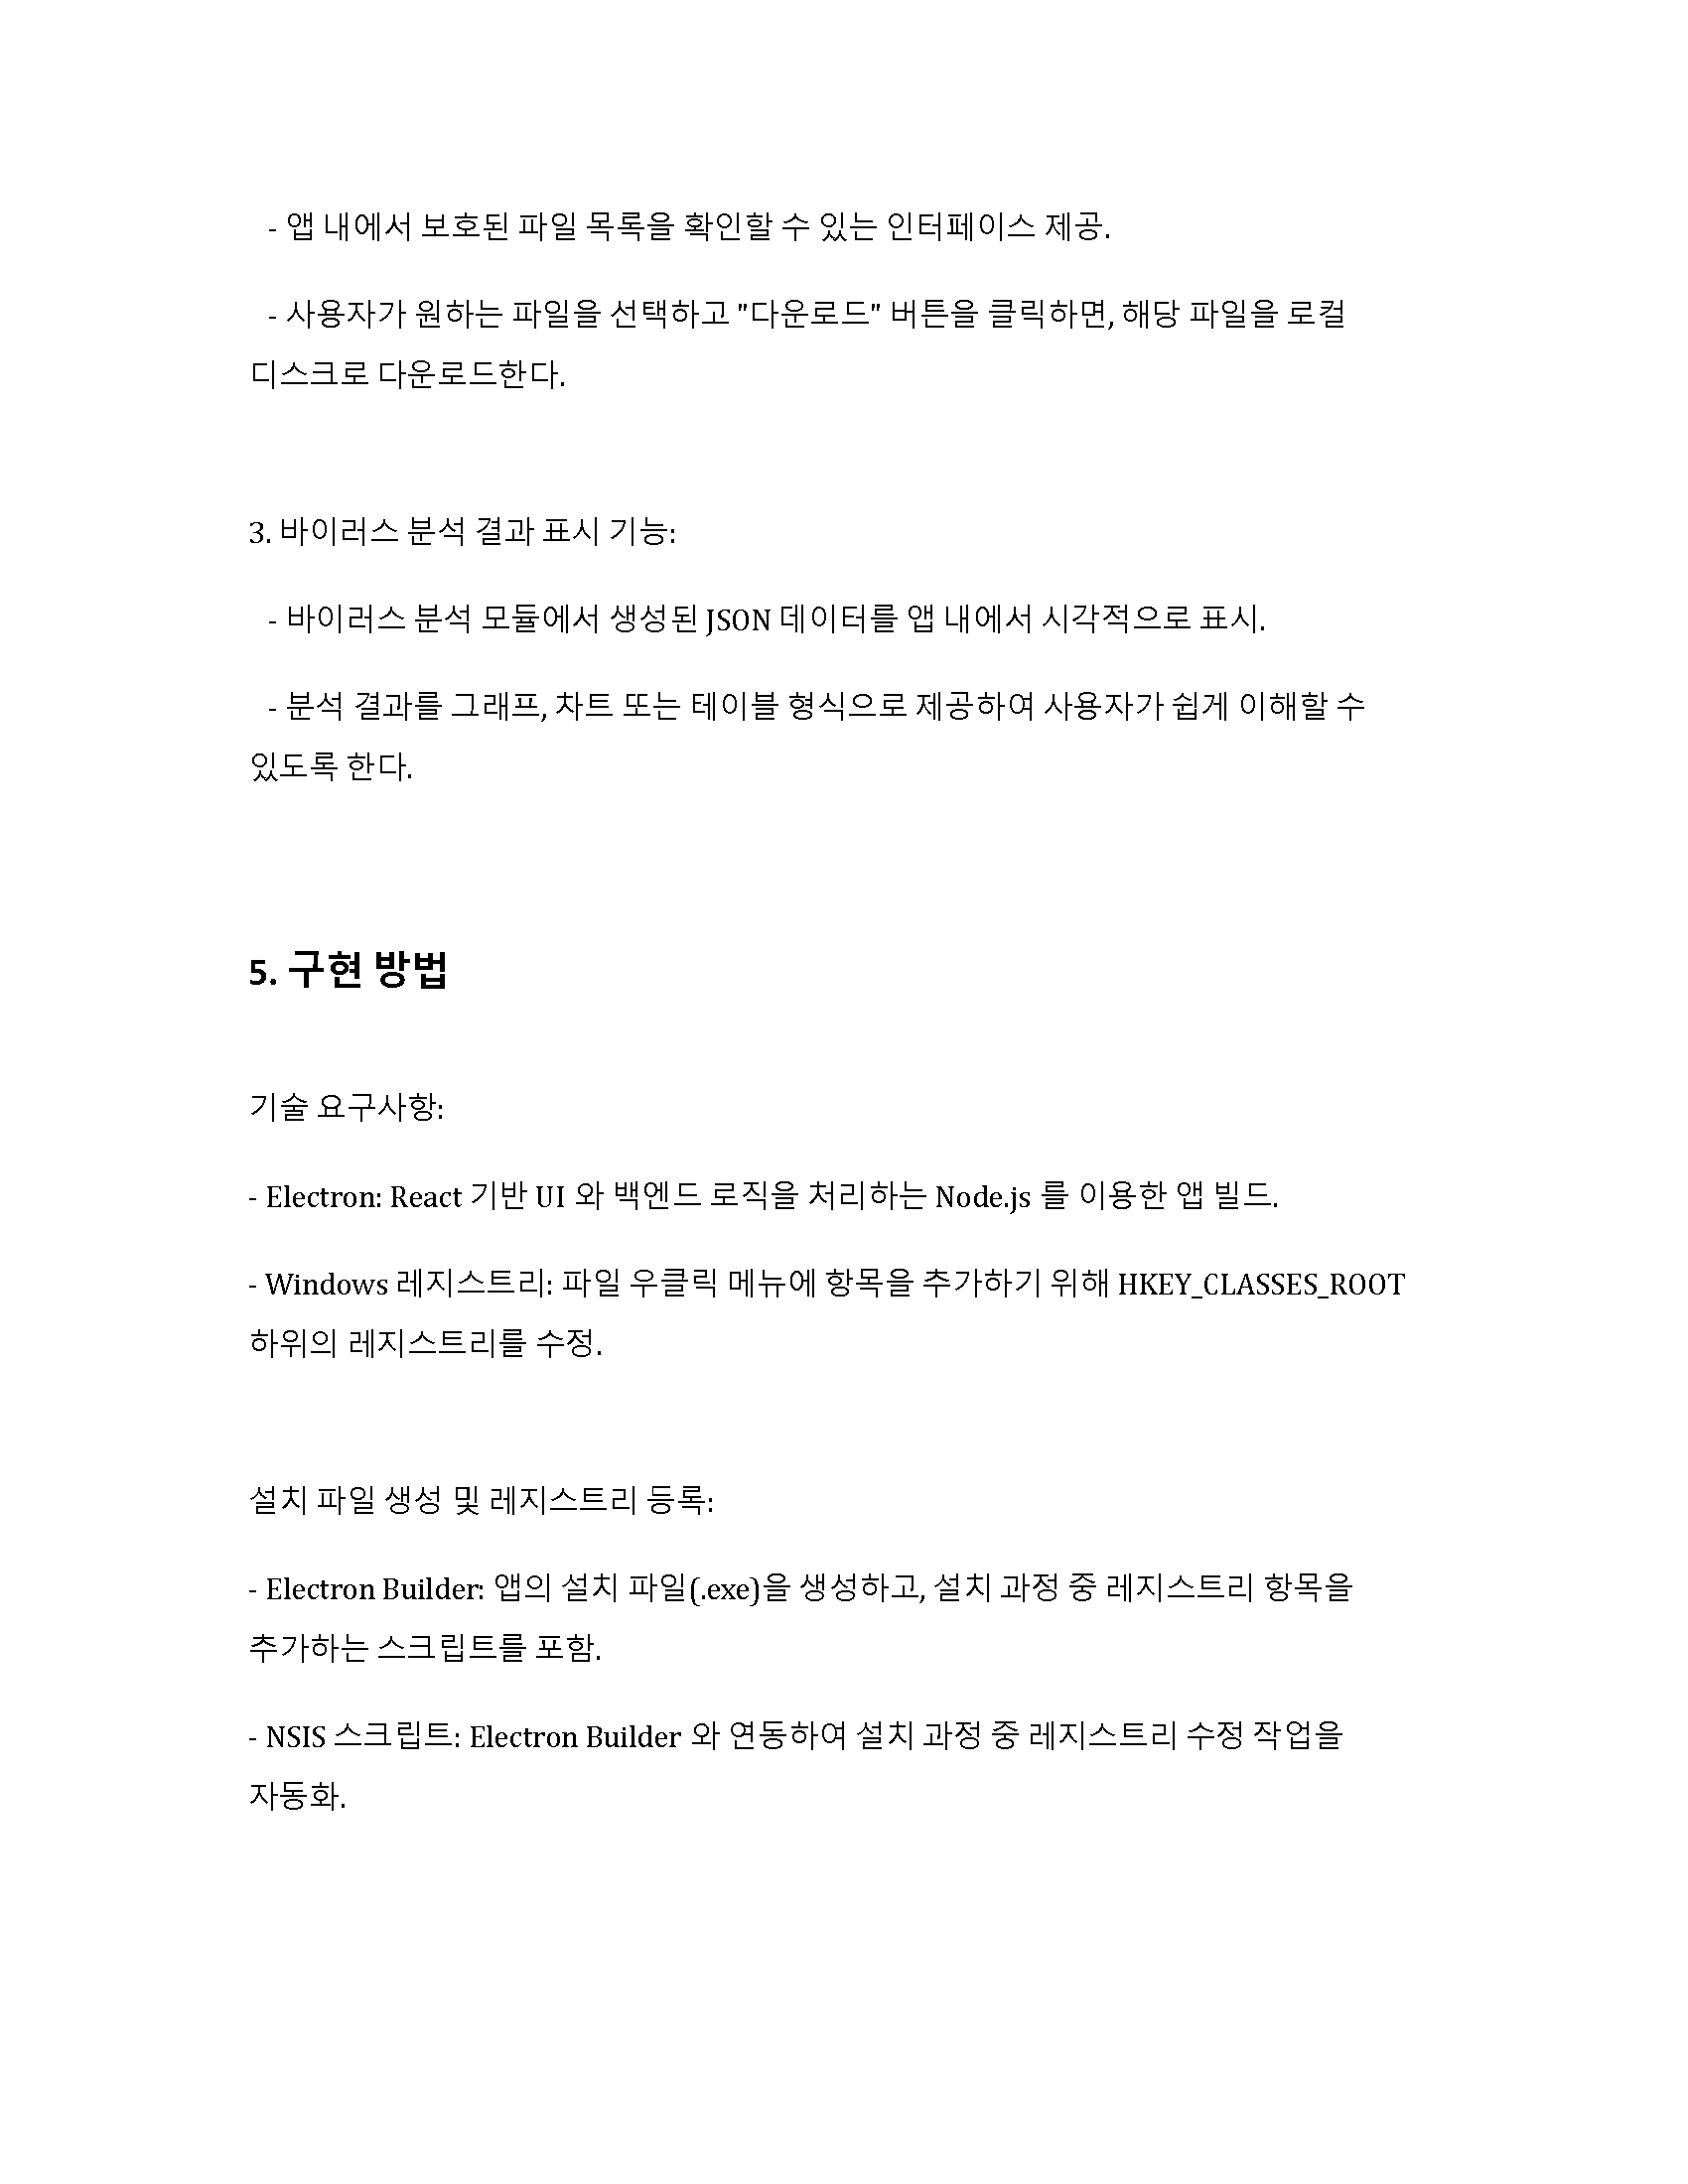 - 앱 내에서 보호된 파일 목록을 확인할 수 있는 인터페이스 제공.
- 사용자가 원하는 파일을 선택하고 "다운로드" 버튼을 클릭하면, 해당 파일을 로컬
디스크로 다운로드한다.
3. 바이러스 분석 결과 표시 기능:
- 바이러스 분석 모듈에서 생성된 JSON 데이터를 앱 내에서 시각적으로 표시.
- 분석 결과를 그래프, 차트 또는 테이블 형식으로 제공하여 사용자가 쉽게 이해할 수
있도록 한다.
5. 구현 방법
기술 요구사항:
- Electron: React 기반 UI 와 백엔드 로직을 처리하는 Node.js 를 이용한 앱 빌드.
- Windows 레지스트리: 파일 우클릭 메뉴에 항목을 추가하기 위해 HKEY_CLASSES_ROOT
하위의 레지스트리를 수정.
설치 파일 생성 및 레지스트리 등록:
- Electron Builder: 앱의 설치 파일(.exe)을 생성하고, 설치 과정 중 레지스트리 항목을
추가하는 스크립트를 포함.
- NSIS 스크립트: Electron Builder 와 연동하여 설치 과정 중 레지스트리 수정 작업을
자동화.